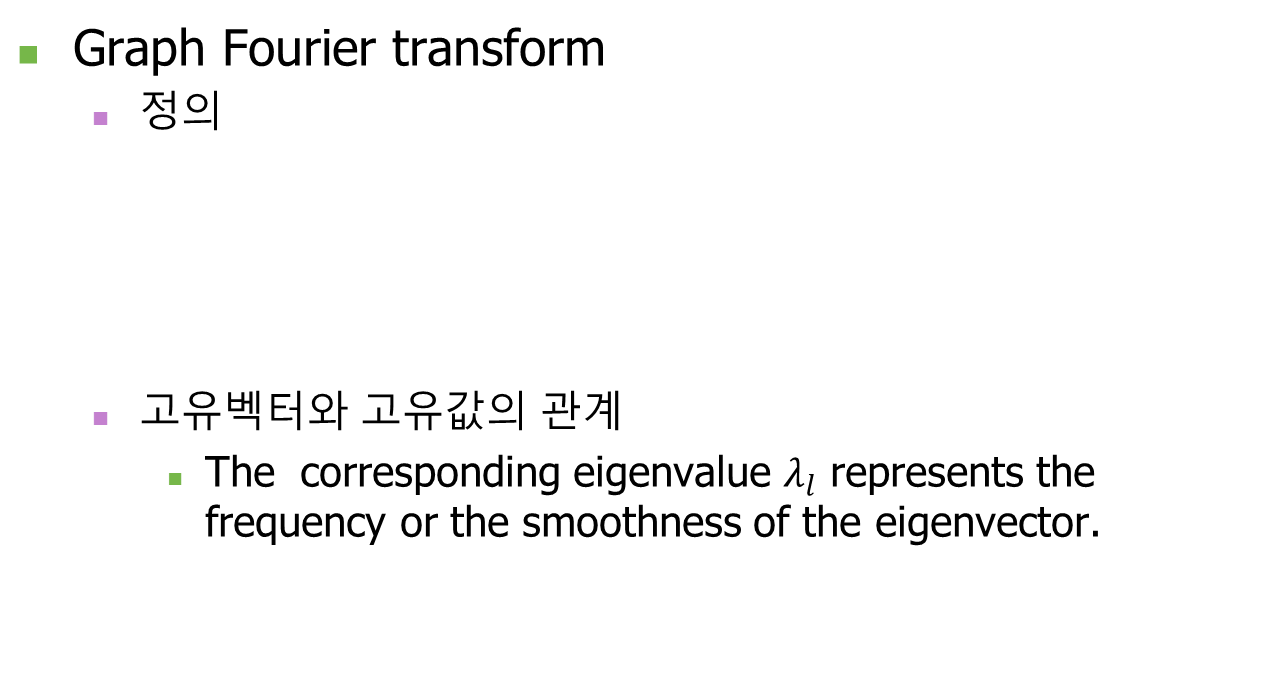 Graph Fourier transform
정의
고유벡터와 고유값의 관계
The corresponding eigenvalue 𝜆𝑙 represents the
frequency or the smoothness of the eigenvector.